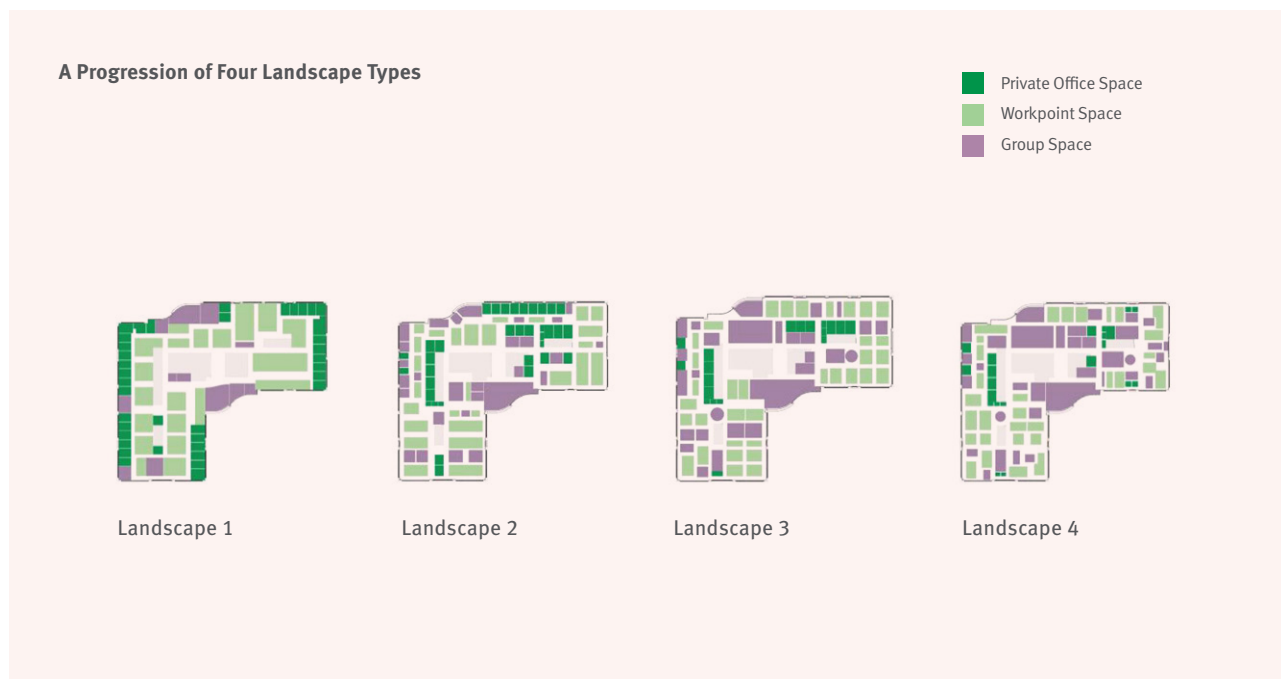 A Progression of Four Landscape Types
Private Office Space
Workpoint Space
Group Space
Landscape 1
Landscape 2
Landscape 3
Landscape 4